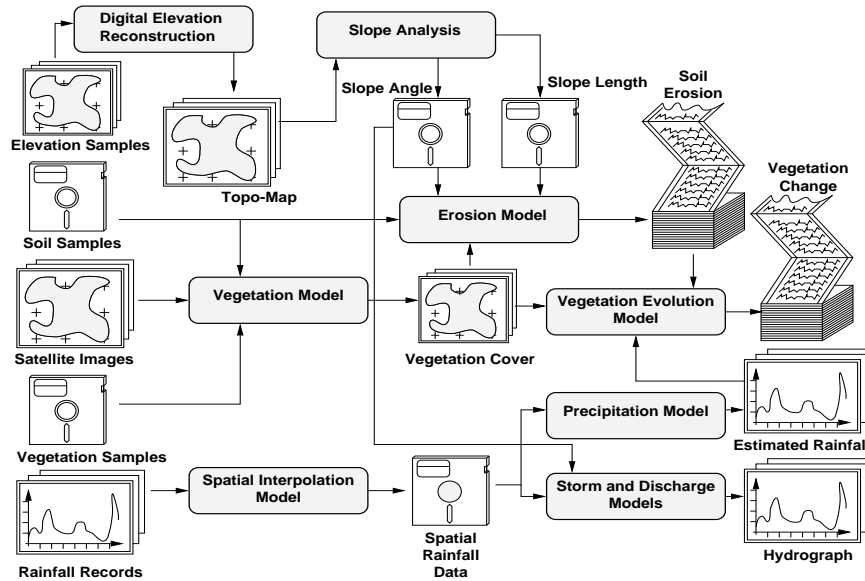 Digital Elevation
Reconstruction
Slope Analysis
Soil
Erosion
Slope Angle
Slope Length
Elevation Samples
Vegetation
Change
Topo-Map
Erosion Model
Soil Samples
Vegetation Model
Vegetation Evolution
Model
Satellite Images
Vegetation Cover
Precipitation Model
Estimated Rainfall
Vegetation Samples
Spatial Interpolation
Model
Storm and Discharge
Models
Spatial
Rainfall
Data
Rainfall Records
Hydrograph